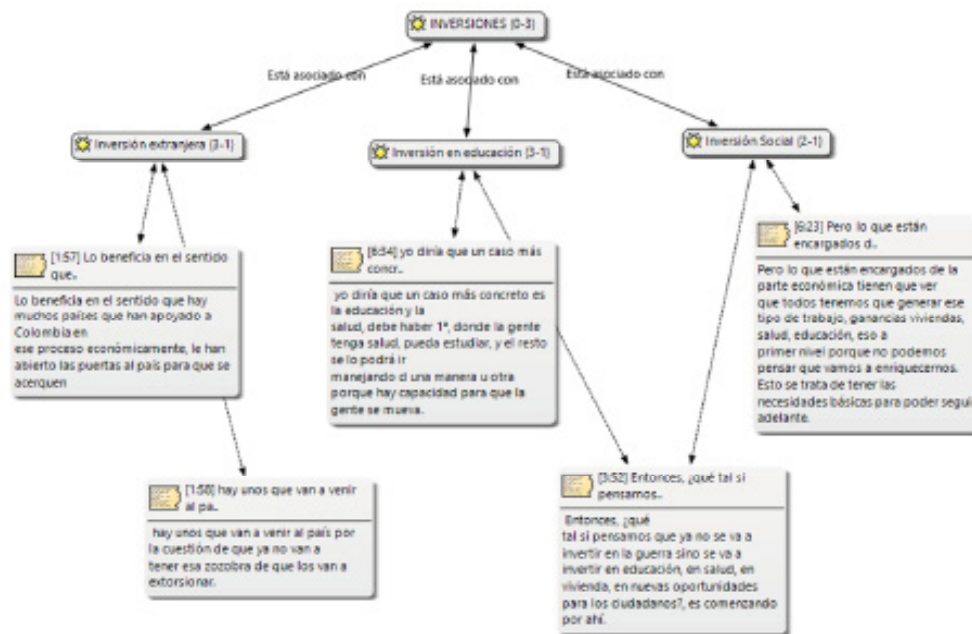 INVERSIONES (0-3)
Está asociado con
Está asociado con
Está asociado con
Inversión extranjera (3-1)
Inversión en educación (3-1)
Inversión Social (2-1)
[1:57] Lo beneficia en el sentido
que..
Lo beneficia en el sentido que hay
muchos países que han apoyado a
Colombia en
ese proceso económicamente, le han
abierto las puertas al país para que se
acerquen
[6:34] yo diría que un caso más
concr..
yo diría que un caso más concreto es
la educación y la
salud, debe haber 1º, donde la gente
tenga salud, pueda estudiar, y el resto
se lo podrá ir
manejando d una manera u otra
porque hay capacidad para que la
gente se mueva.
[6:23] Pero lo que están
encargados d..
Pero lo que están encargados de la
parte económica tienen que ver
que todos tenemos que generar ese
tipo de trabajo, ganancias viviendas,
salud, educación, eso a
primer nivel porque no podemos
pensar que vamos a enriquecernos.
Esto se trata de tener las
necesidades básicas para poder segui
adelante.
[1:58] hay unos que van a venir
al pa..
hay unos que van a venir al país por
la cuestión de que ya no van a
tener esa zozobra de que los van a
extorsionar.
[3:52] Entonces, ¿qué tal si
pensamos..
Entonces, ¿qué
tal si pensamos que ya no se va a
invertir en la guerra sino se va a
invertir en educación, en salud, en
vivienda, en nuevas oportunidades
para los ciudadanos?, es comenzando
por ahí.